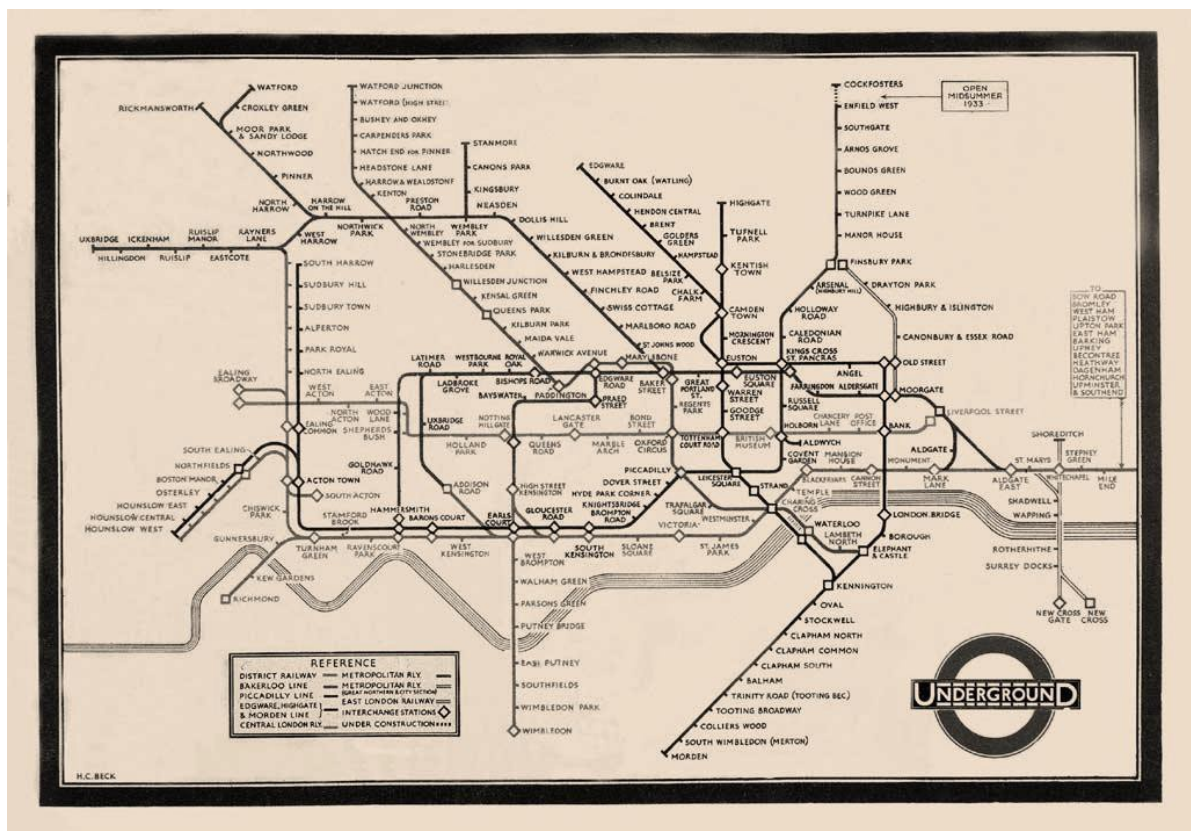 WATFORD
CROXLEY GREEN
RICKMANSWORTH
MOOR PARK
& SANDY LODGE
NORTHWOOD
PINNER
NORTH
HARROW
HARROW
ON THE HILL
WEST
HARROW
NORTHWICK
PARK
PRESTON
ROAD
WEMBLEY
PARK
NEASDEN
UXBRIDGE
ICKENHAM
RUISLIP
MANOR
RAYNERS
LANE
HILLINGDON
RUISLIP
EASTCOTE
WATFORD JUNCTION
WATFORD (HIGH STREET
BUSHEY AND OXHEY
CARPENDERS PARK
HATCH END FOR PINNER
HEADSTONE LANE
HARROW & WEALDSTONE
KENTON
NORTH
WEMBLEY
WEMBLEY FOR SUDBURY
STONEBRIDGE PARK
HARLESDEN
WILLESDEN JUNCTION
KENSAL GREEN
QUEENS PARK
KILBURN PARK
MAIDA VALE
WARWICK AVENUE
STANMORE
CANONS PARK
KINGSBURY
DOLLIS HILL
WILLESDEN GREEN
KILBURN & BRONDESBURY
WEST HAMPSTEAD
FINCHLEY ROAD
SWISS COTTAGE
MARLBORO ROAD
ST JOHNS WOOD
EDGWARE
BURNT OAK (WATLING)
COLINDALE
HENDON CENTRAL
BRENT
GOLDERS
GREEN
HAMPSTEAD
BELSIZE
PARK
CHALK
FARM
HIGHGATE
TUFNELL
PARK
KENTISH
TOWN
CAMDEN
TOWN
MORNINGTON
CRESCENT
EUSTON
COCKFOSTERS
OPEN
MIDSUMMER
1933
ENFIELD WEST
SOUTHGATE
ARNOS GROVE
BOUNDS GREEN
WOOD GREEN
TURNPIKE LANE
MANOR HOUSE
FINSBURY PARK
ARSENAL
(HIGHBURY HILL)
DRAYTON PARK
HOLLOWAY
ROAD
HIGHBURY & ISLINGTON
CALEDONIAN
ROAD
CANONBURY & ESSEX ROAD
KINGS CROSS
ST. PANCRAS
ANGEL
OLD STREET
TO
BOW ROAD
BROMLEY
WEST HAM
PLAISTOW
UPTON PARK
EAST HAM
BARKING
UPNEY
BECONTREE
HEATHWAY
DAGENHAM
HORNCHURCH
UPMINSTER
& SOUTHEND
SOUTH HARROW
SUDBURY HILL
SUDBURY TOWN
ALPERTON
PARK ROYAL
NORTH EALING
EALING
BROADWAY
WEST
ACTON
EAST
ACTON
NORTH
ACTON
WOOD
LANE
SHEPHERDS
BUSH
EALING
COMMON
LATIMER
ROAD
WESTBOURNE
PARK
ROYAL
OAK
LADBROKE
GROVE
BISHOPS ROAD
PADDINGTON
BAYSWATER
MARYLEBONE
EDGWARE
ROAD
PRAED
STREET
BAKER
STREET
GREAT
PORTLAND
ST.
EUSTON
SQUARE
WARREN
STREET
REGENTS
PARK
GOODGE
STREET
RUSSELL
SQUARE
FARRINGDON
ALDERSGATE
MOORGATE
LIVERPOOL STREET
UXBRIDGE
ROAD
HOLLAND
PARK
NOTTING
HILLGATE
QUEENS
ROAD
LANCASTER
GATE
MARBLE
ARCH
BOND
STREET
OXFORD
CIRCUS
TOTTENHAM
COURT ROAD
BRITISH
MUSEUM
HOLBORN
CHANCERY
LANE
POST
OFFICE
BANK
ALDWYCH
COVENT
GARDEN
ALDGATE
SHOREDITCH
SOUTH EALING
NORTHFIELDS
BOSTON MANOR
OSTERLEY
HOUNSLOW EAST
HOUNSLOW CENTRAL
HOUNSLOW WEST
ACTON TOWN
SOUTH ACTON
CHISWICK
PARK
GUNNERSBURY
KEW GARDENS
RICHMOND
GOLDHAWK
ROAD
HAMMERSMITH
STAMFORD
BROOK
TURNHAM
GREEN
RAVENSCOURT
PARK
BARONS COURT
WEST
KENSINGTON
ADDISON
ROAD
EARLS
COURT
HIGH STREET
KENSINGTON
GLOUCESTER
ROAD
PICCADILLY
DOVER STREET
HYDE PARK CORNER
KNIGHTSBRIDGE
BROMPTON
ROAD
SOUTH
KENSINGTON
SLOANE
SQUARE
VICTORIA
ST. JAMES
PARK
WESTMINSTER
TRAFALGAR
SQUARE
LEICESTER
SQUARE
STRAND
CHARING
CROSS
TEMPLE
BLACKFRIARS
MANSION
HOUSE
CANNON
STREET
MONUMENT
MARK
LANE
ALDGATE
EAST
ST. MARYS
WHITECHAPEL
STEPNEY
GREEN
MILE
END
SHADWELL
WAPPING
ROTHERHITHE
SURREY DOCKS
NEW CROSS
GATE
NEW
CROSS
WATERLOO
LAMBETH
NORTH
LONDON BRIDGE
BOROUGH
ELEPHANT
& CASTLE
KENNINGTON
OVAL
STOCKWELL
CLAPHAM NORTH
CLAPHAM COMMON
CLAPHAM SOUTH
BALHAM
TRINITY ROAD (TOOTING BEC)
TOOTING BROADWAY
COLLIERS WOOD
SOUTH WIMBLEDON (MERTON)
MORDEN
WEST
BROMPTON
WALHAM GREEN
PARSONS GREEN
PUTNEY BRIDGE
EAST PUTNEY
SOUTHFIELDS
WIMBLEDON PARK
WIMBLEDON
REFERENCE
DISTRICT RAILWAY
BAKERLOO LINE
PICCADILLY LINE
EDGWARE, HIGHGATE
& MORDEN LINE
CENTRAL LONDON RLY.
METROPOLITAN RLY.
METROPOLITAN RLY.
(GREAT NORTHERN & CITY SECTION)
EAST LONDON RAILWAY
INTERCHANGE STATIONS
UNDER CONSTRUCTION
UNDERGROUND
H.C.BECK